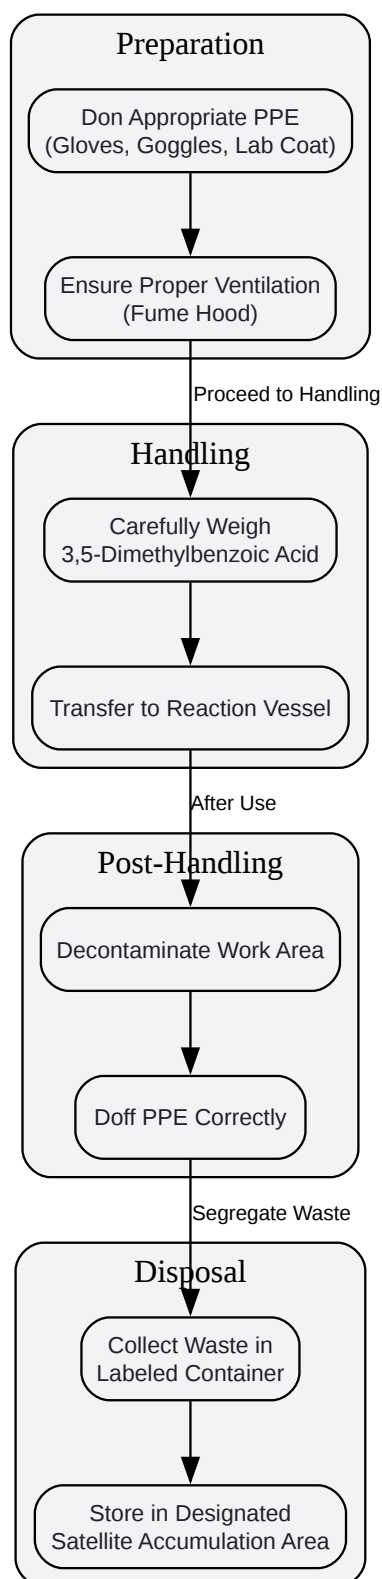 Preparation
Don Appropriate PPE
(Gloves, Goggles, Lab Coat)
Ensure Proper Ventilation
(Fume Hood)
Proceed to Handling
Handling
Carefully Weigh
3,5-Dimethylbenzoic Acid
Transfer to Reaction Vessel
After Use
Post-Handling
Decontaminate Work Area
Doff PPE Correctly
Segregate Waste
Disposal
Collect Waste in
Labeled Container
Store in Designated
Satellite Accumulation Area